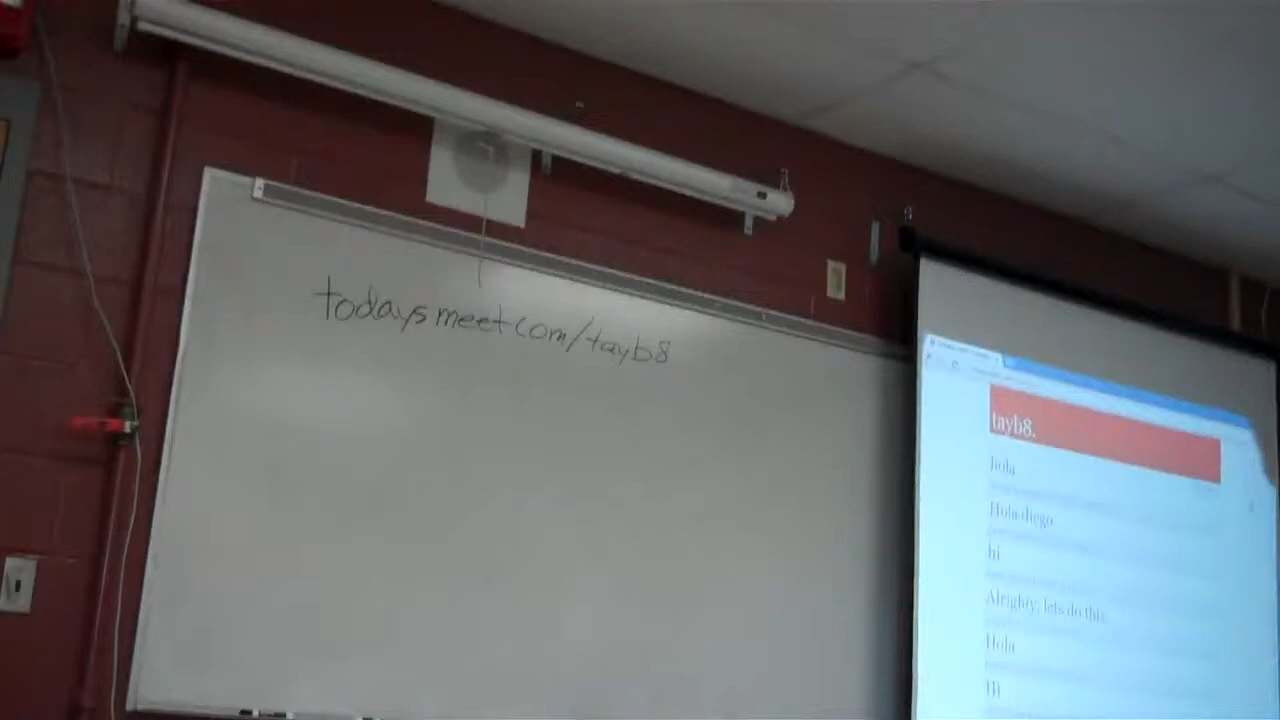 todaysmeet.com/tayb8
tayb8.
hola
Hola diego
hi
Alrighty, lets do this.
Hola
Hi